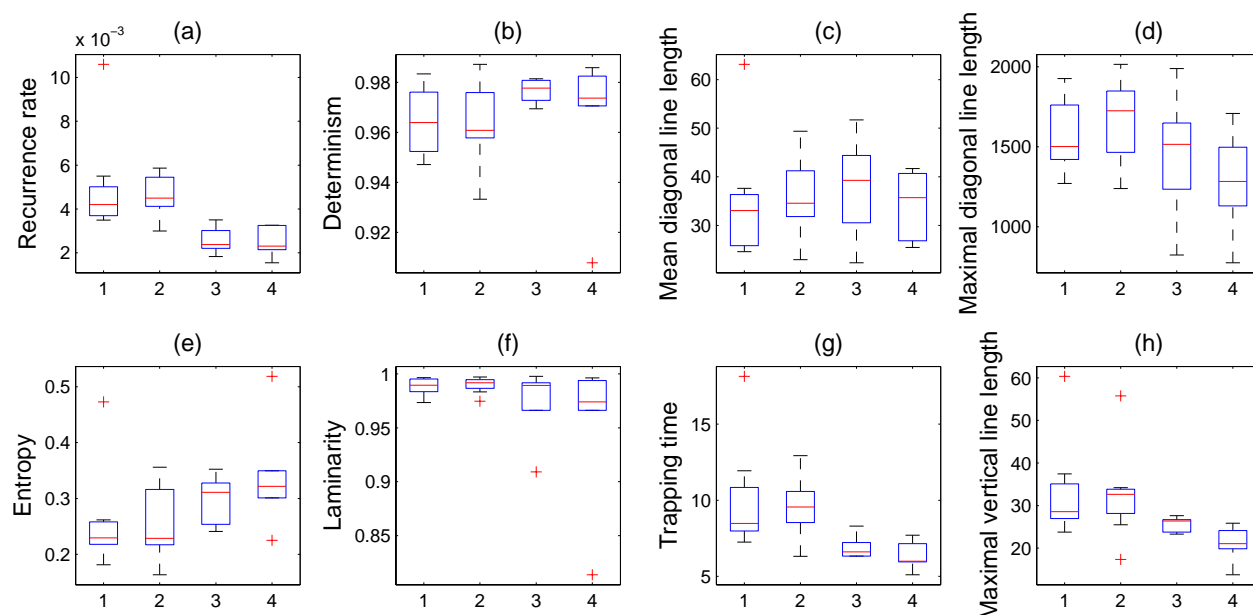 (a)
x 10⁻³
Recurrence rate
10
8
6
4
2
1 2 3 4
(b)
Determinism
0.98
0.96
0.94
0.92
1 2 3 4
(c)
Mean diagonal line length
60
50
40
30
1 2 3 4
(d)
Maximal diagonal line length
2000
1500
1000
1 2 3 4
(e)
Entropy
0.5
0.4
0.3
0.2
1 2 3 4
(f)
Laminarity
1
0.95
0.9
0.85
1 2 3 4
(g)
Trapping time
15
10
5
1 2 3 4
(h)
Maximal vertical line length
60
50
40
30
20
1 2 3 4